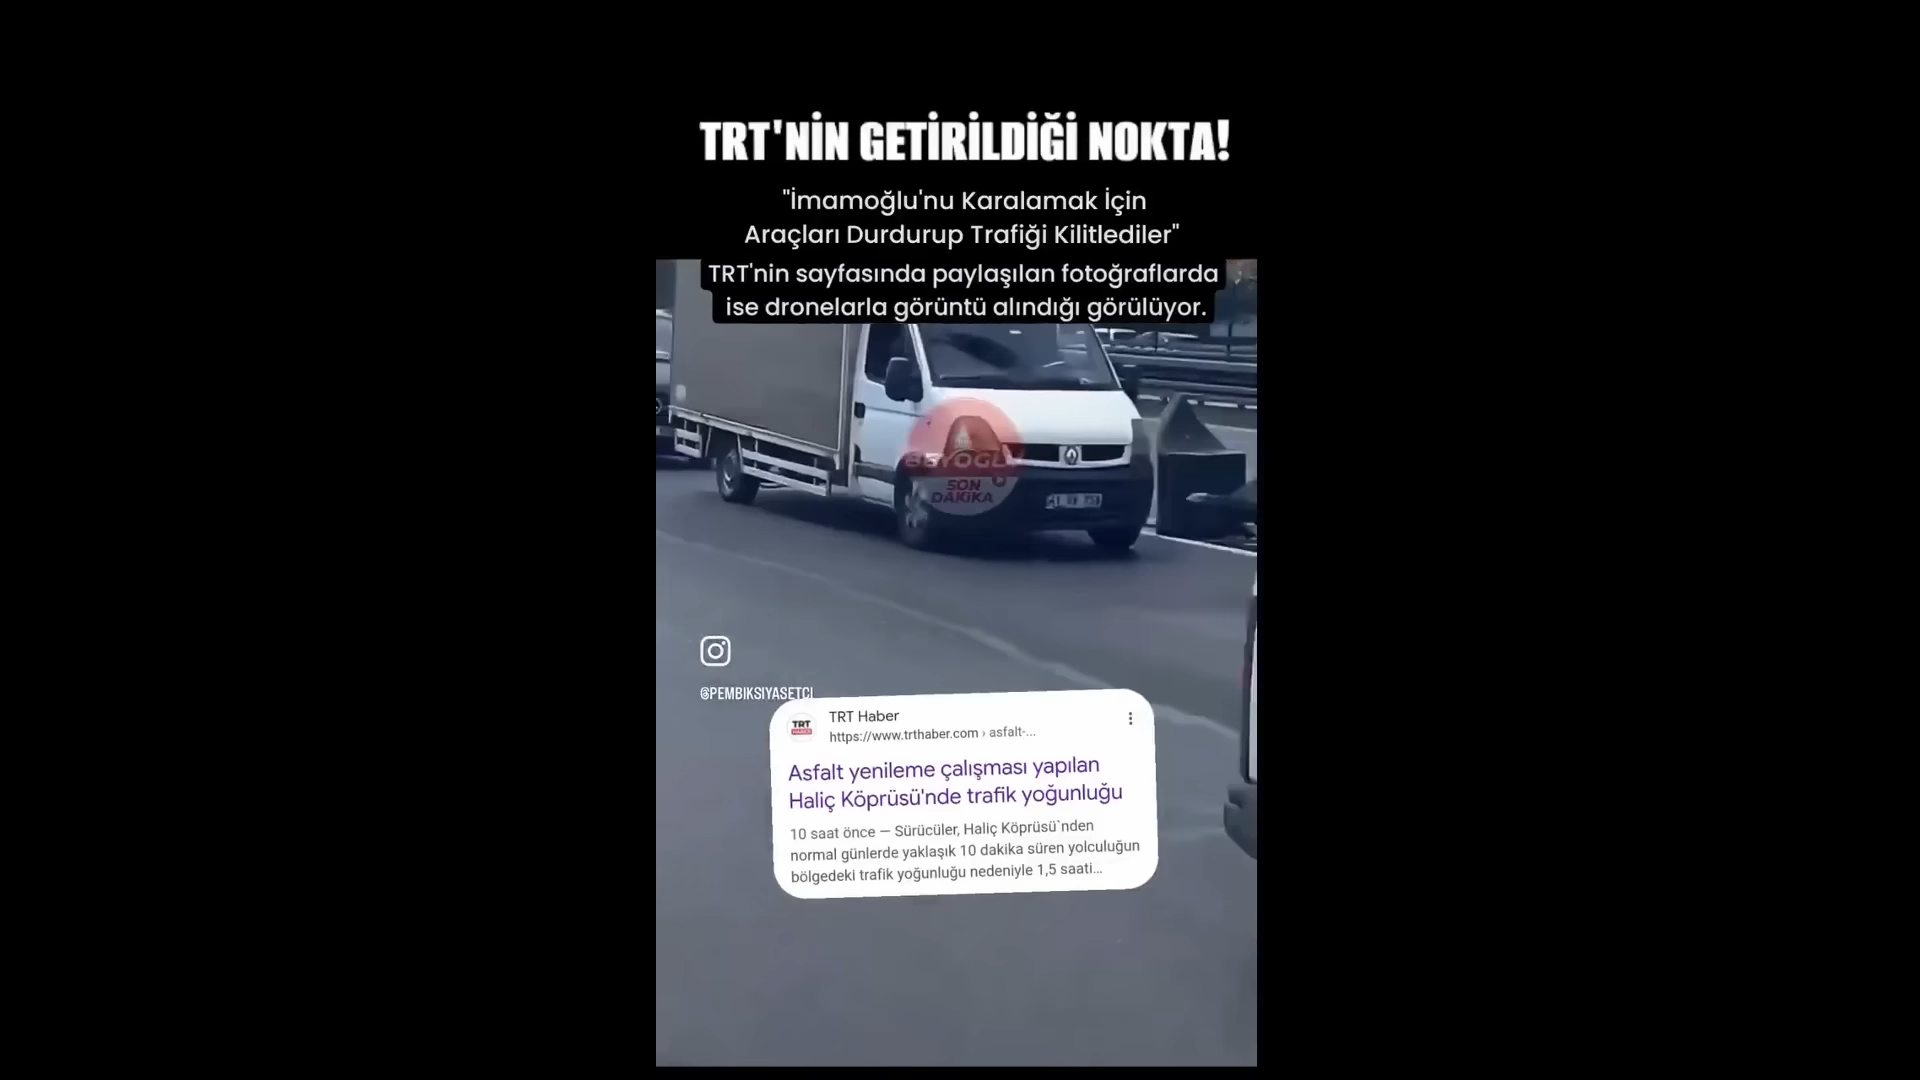 TRT'NİN GETİRİLDİĞİ NOKTA!
"İmamoğlu'nu Karalamak İçin
Araçları Durdurup Trafiği Kilitlediler"
TRT'nin sayfasında paylaşılan fotoğraflarda
ise dronelarla görüntü alındığı görülüyor.
BEYOĞLU
SON
DAKİKA
@PEMBIKSIYASETCI
TRT
HABER
TRT Haber
https://www.trthaber.com › asfalt-...
Asfalt yenileme çalışması yapılan
Haliç Köprüsü'nde trafik yoğunluğu
10 saat önce — Sürücüler, Haliç Köprüsü`nden
normal günlerde yaklaşık 10 dakika süren yolculuğun
bölgedeki trafik yoğunluğu nedeniyle 1,5 saati...